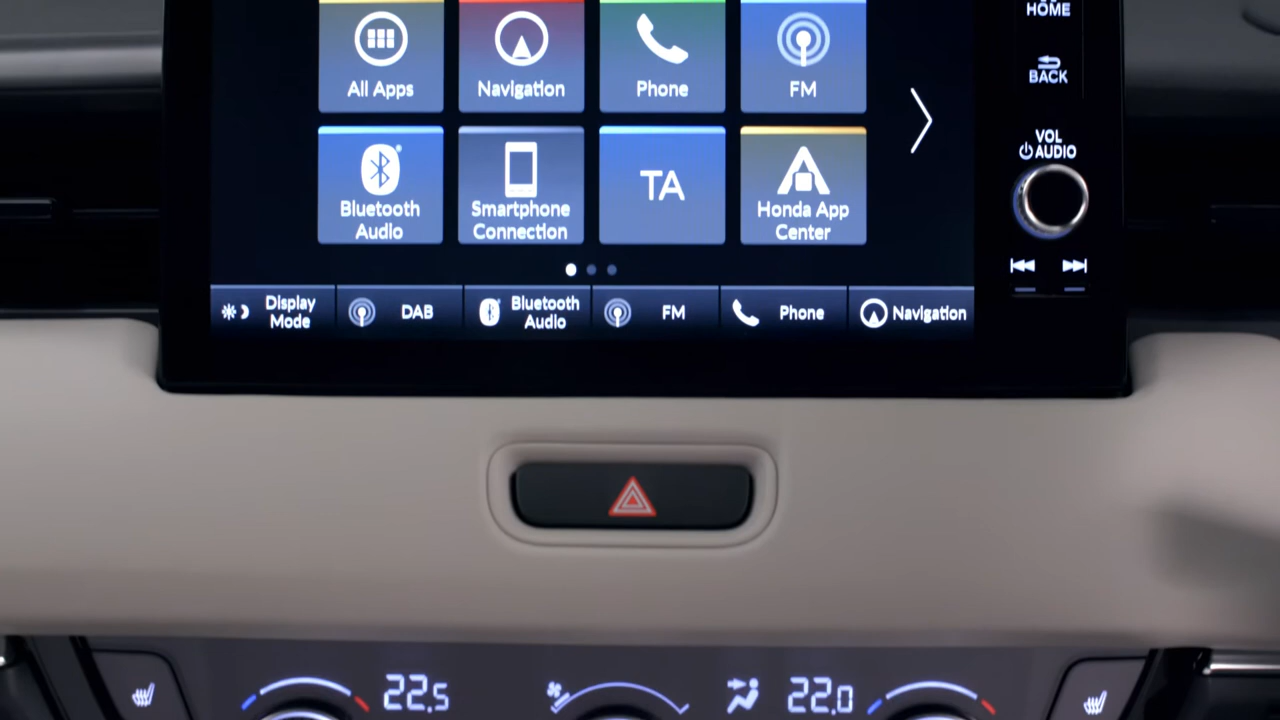 HOME
All Apps
Navigation
Phone
FM
BACK
VOL
AUDIO
Bluetooth
Audio
Smartphone
Connection
TA
Honda App
Center
Display
Mode
DAB
Bluetooth
Audio
FM
Phone
Navigation
22.5
22.0